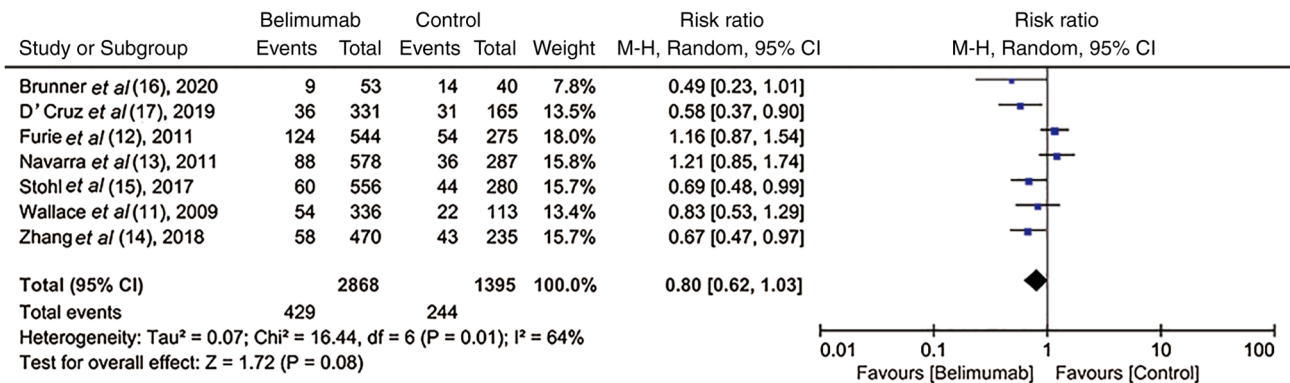 Belimumab Control Risk ratio Risk ratio
Study or Subgroup Events Total Events Total Weight M-H, Random, 95% CI M-H, Random, 95% CI
Brunner et al (16), 2020 9 53 14 40 7.8% 0.49 [0.23, 1.01]
D'Cruz et al (17), 2019 36 331 31 165 13.5% 0.58 [0.37, 0.90]
Furie et al (12), 2011 124 544 54 275 18.0% 1.16 [0.87, 1.54]
Navarra et al (13), 2011 88 578 36 287 15.8% 1.21 [0.85, 1.74]
Stohl et al (15), 2017 60 556 44 280 15.7% 0.69 [0.48, 0.99]
Wallace et al (11), 2009 54 336 22 113 13.4% 0.83 [0.53, 1.29]
Zhang et al (14), 2018 58 470 43 235 15.7% 0.67 [0.47, 0.97]
Total (95% CI) 2868 1395 100.0% 0.80 [0.62, 1.03]
Total events 429 244
Heterogeneity: Tau² = 0.07; Chi² = 16.44, df = 6 (P = 0.01); I² = 64%
Test for overall effect: Z = 1.72 (P = 0.08)
0.01 0.1 1 10 100
Favours [Belimumab] Favours [Control]